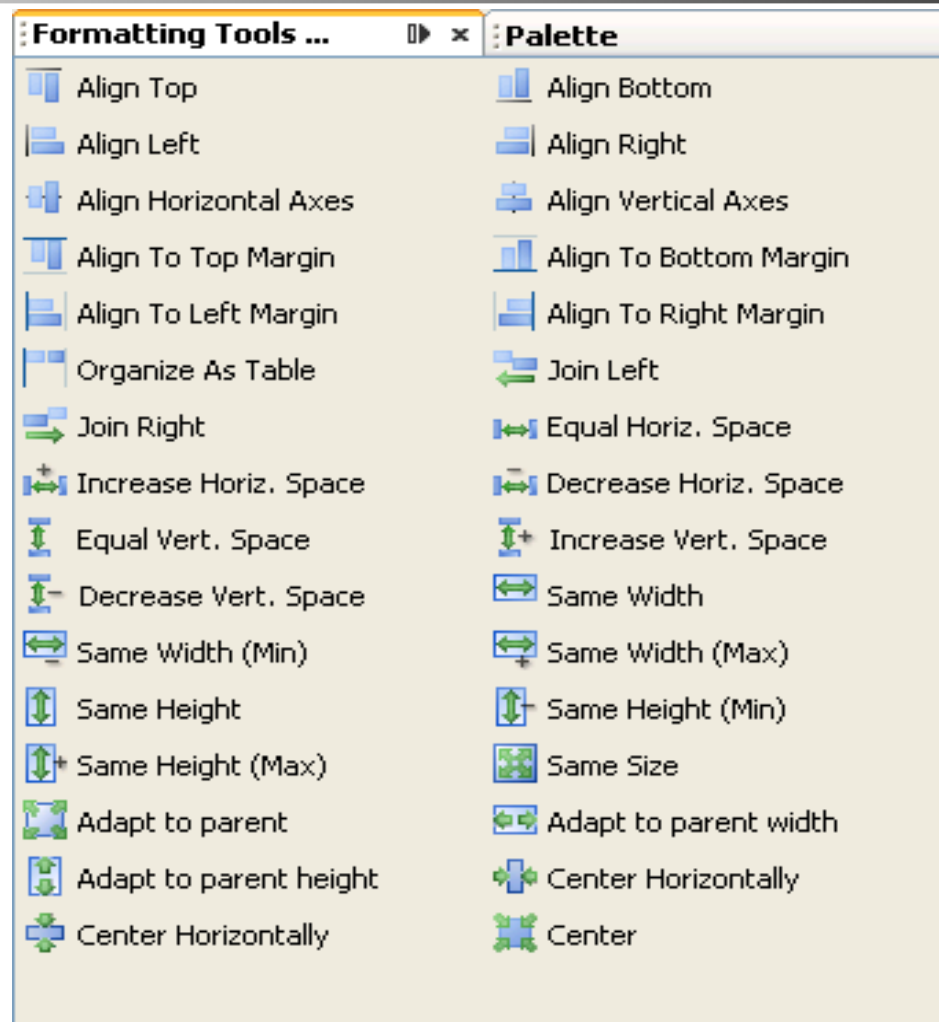 Formatting Tools ... Palette
Align Top Align Bottom
Align Left Align Right
Align Horizontal Axes Align Vertical Axes
Align To Top Margin Align To Bottom Margin
Align To Left Margin Align To Right Margin
Organize As Table Join Left
Join Right Equal Horiz. Space
Increase Horiz. Space Decrease Horiz. Space
Equal Vert. Space Increase Vert. Space
Decrease Vert. Space Same Width
Same Width (Min) Same Width (Max)
Same Height Same Height (Min)
Same Height (Max) Same Size
Adapt to parent Adapt to parent width
Adapt to parent height Center Horizontally
Center Horizontally Center